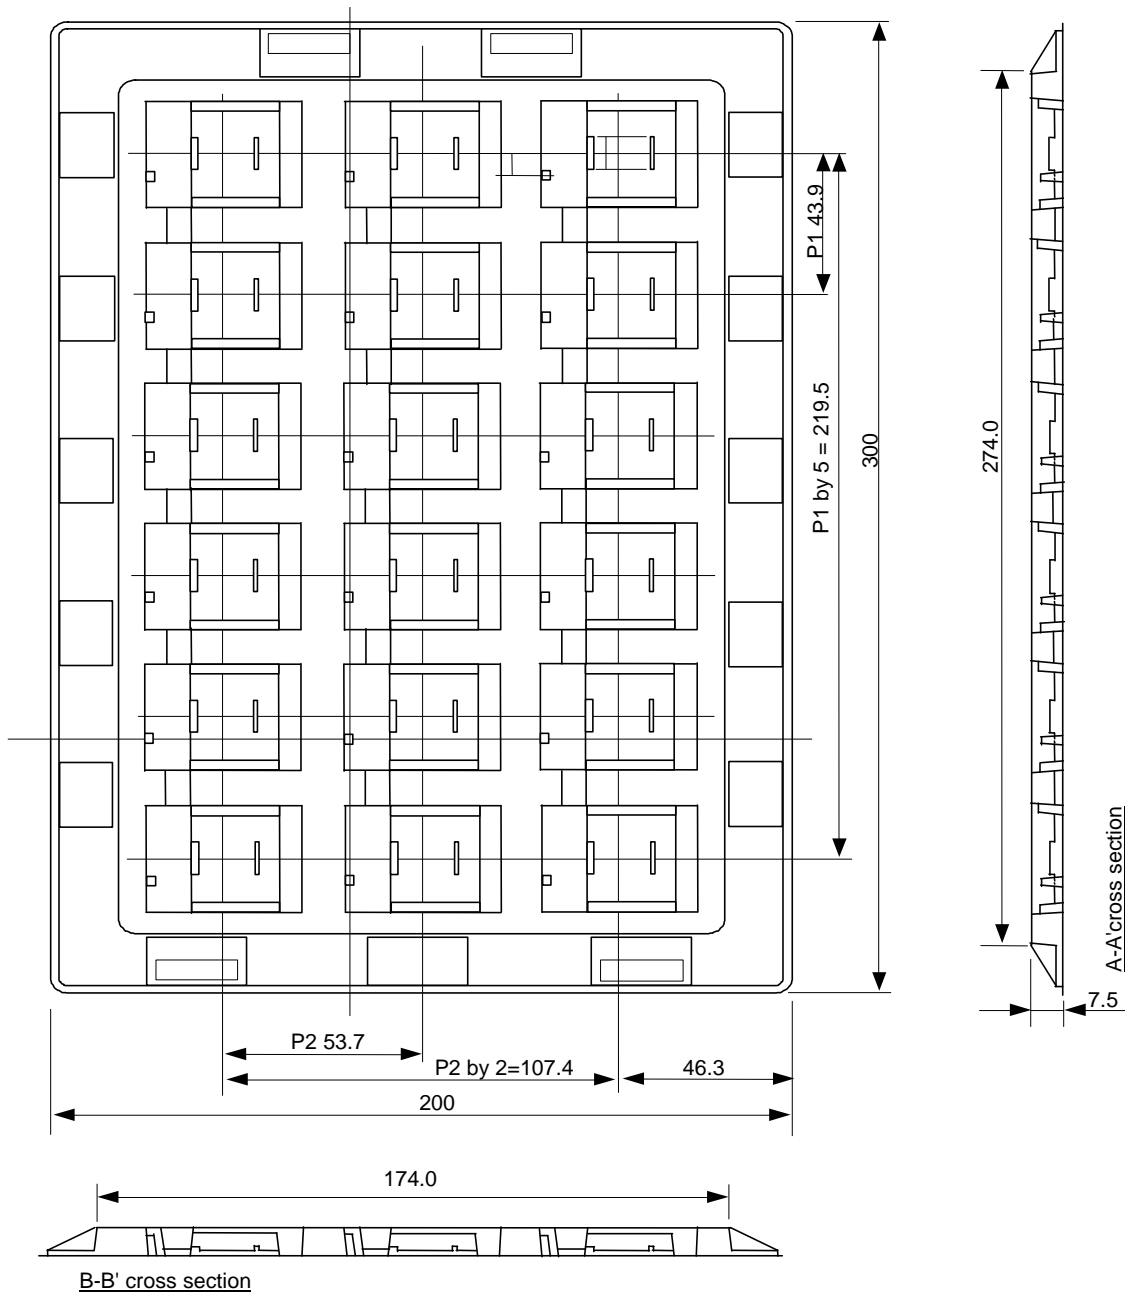 P1 43.9
P1 by 5 = 219.5
300
274.0
A-A'cross section
7.5
P2 53.7
P2 by 2=107.4
46.3
200
174.0
B-B' cross section